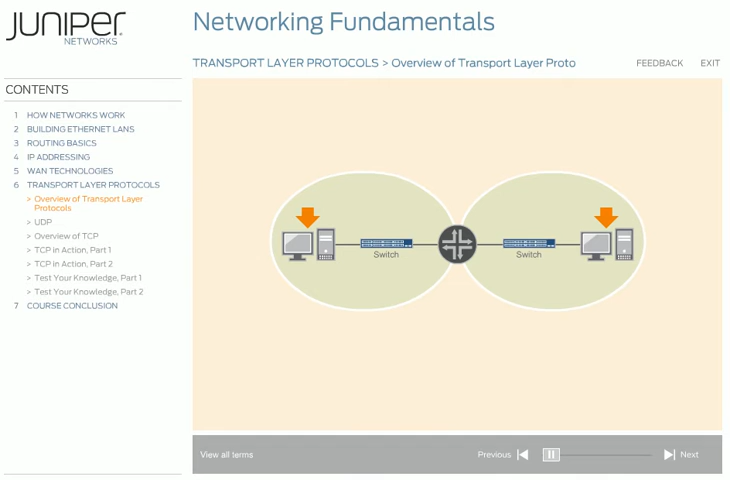 JUNIPER
NETWORKS
Networking Fundamentals
TRANSPORT LAYER PROTOCOLS > Overview of Transport Layer Proto
FEEDBACK
EXIT
CONTENTS
1 HOW NETWORKS WORK
2 BUILDING ETHERNET LANS
3 ROUTING BASICS
4 IP ADDRESSING
5 WAN TECHNOLOGIES
6 TRANSPORT LAYER PROTOCOLS
> Overview of Transport Layer
Protocols
> UDP
> Overview of TCP
> TCP in Action, Part 1
> TCP in Action, Part 2
> Test Your Knowledge, Part 1
> Test Your Knowledge, Part 2
7 COURSE CONCLUSION
Switch
Switch
View all terms
Previous
Next